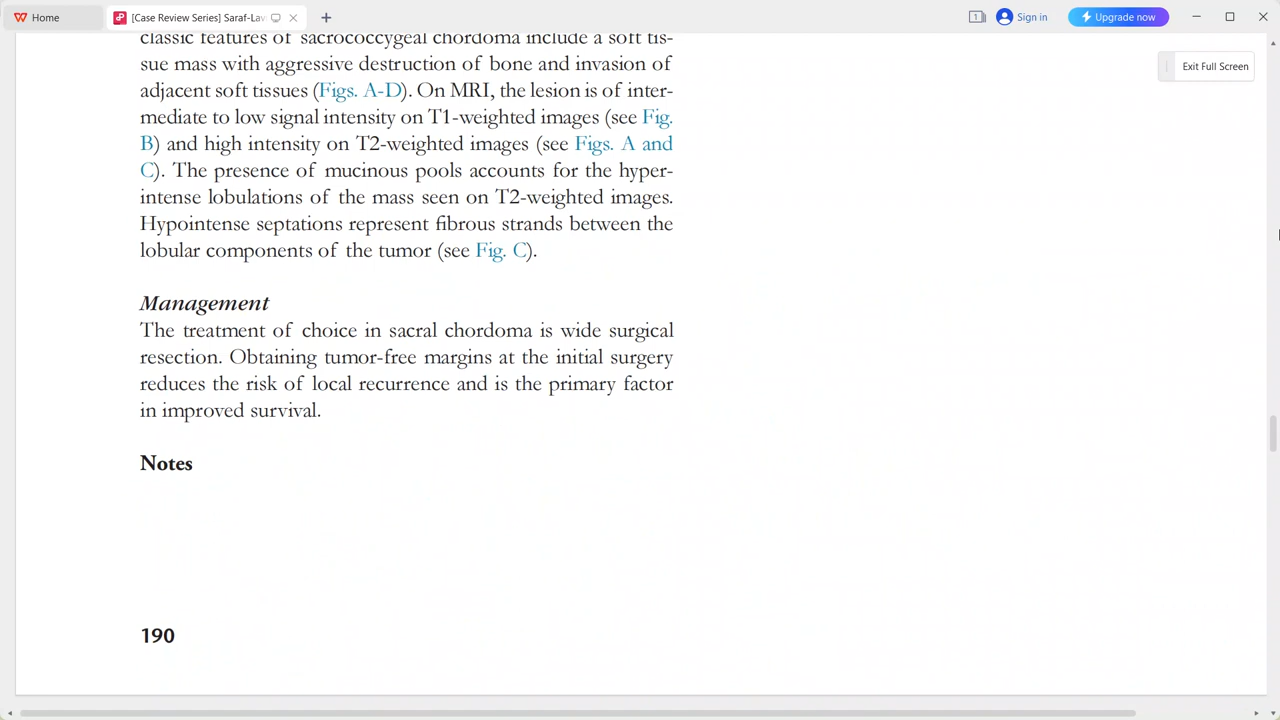 Home
[Case Review Series] Saraf-Lav
1
Sign in
Upgrade now
Exit Full Screen
classic features of sacrococcygeal chordoma include a soft tis-
sue mass with aggressive destruction of bone and invasion of
adjacent soft tissues (Figs. A-D). On MRI, the lesion is of inter-
mediate to low signal intensity on T1-weighted images (see Fig.
B) and high intensity on T2-weighted images (see Figs. A and
C). The presence of mucinous pools accounts for the hyper-
intense lobulations of the mass seen on T2-weighted images.
Hypointense septations represent fibrous strands between the
lobular components of the tumor (see Fig. C).
Management
The treatment of choice in sacral chordoma is wide surgical
resection. Obtaining tumor-free margins at the initial surgery
reduces the risk of local recurrence and is the primary factor
in improved survival.
Notes
190